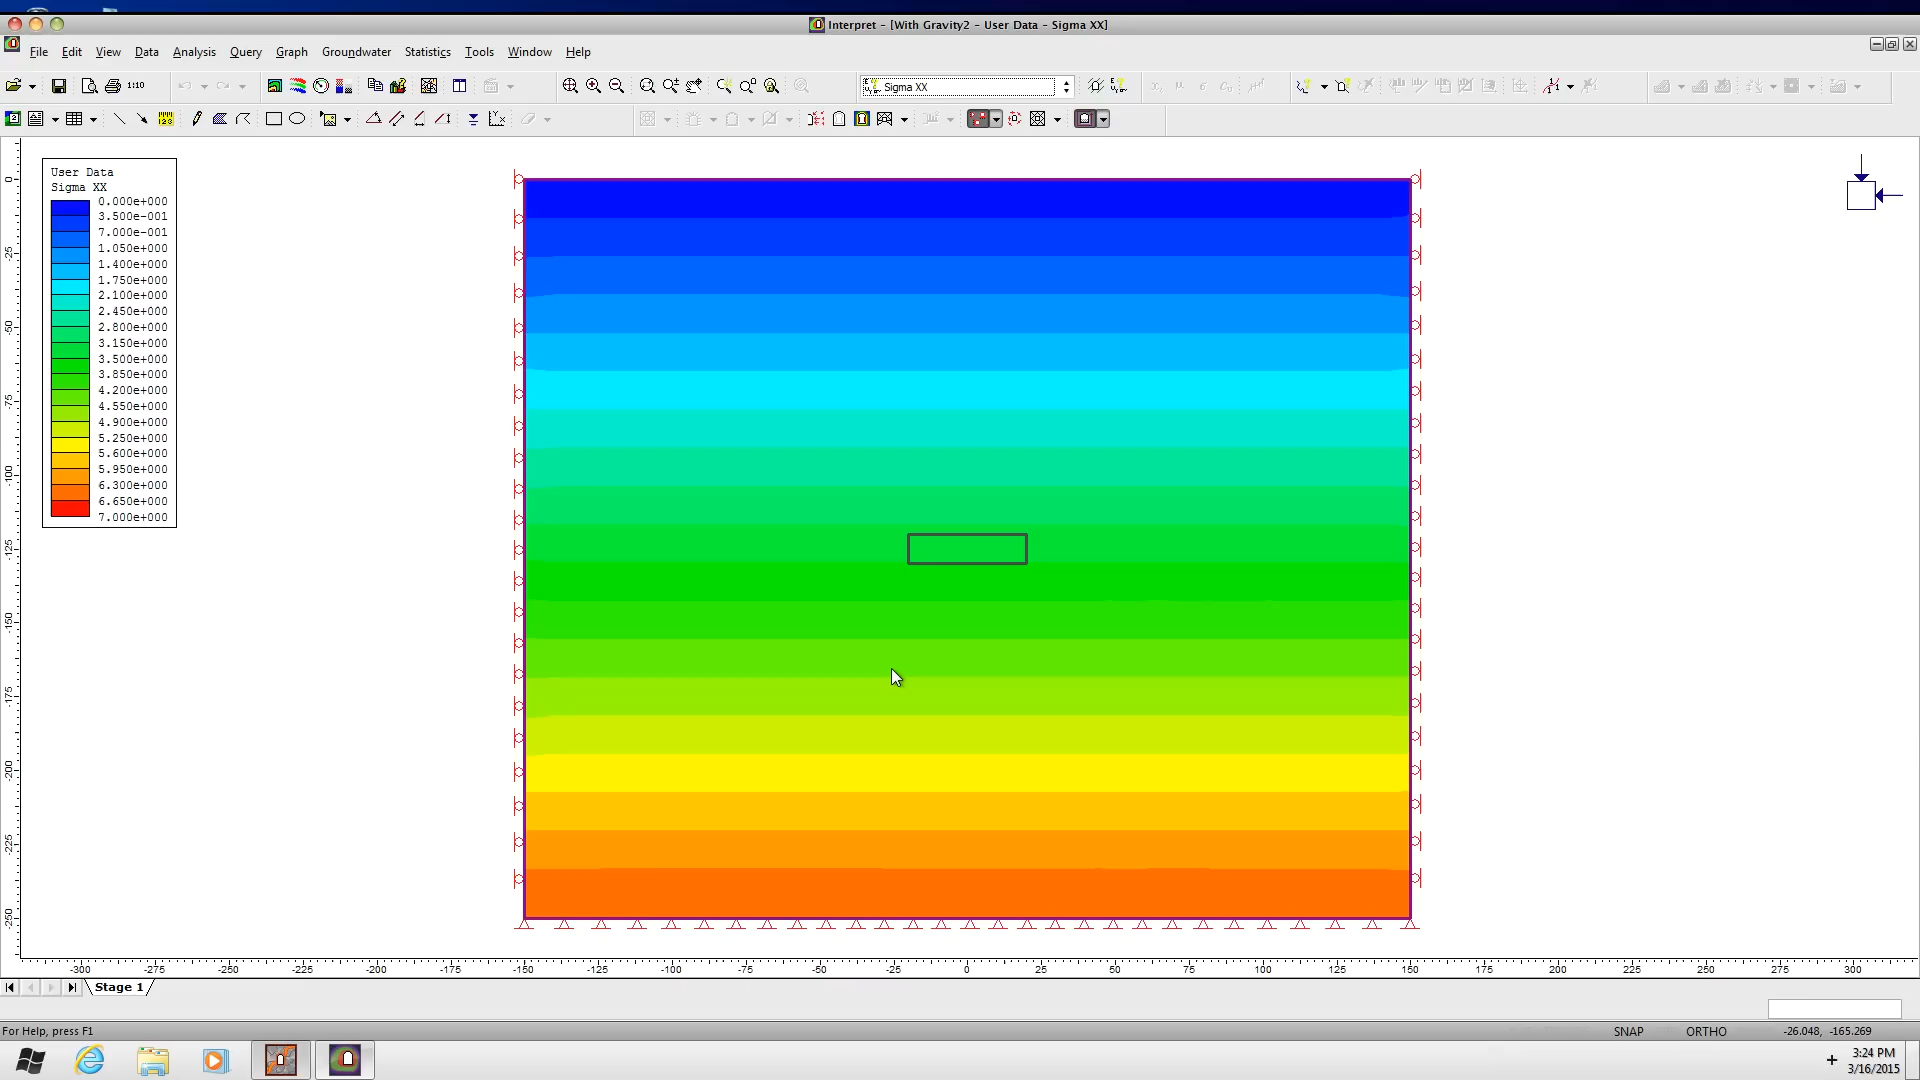 Interpret - [With Gravity2 - User Data - Sigma XX]
File Edit View Data Analysis Query Graph Groundwater Statistics Tools Window Help
1:10
Sigma XX
User Data
Sigma XX
0.000e+000
3.500e-001
7.000e-001
1.050e+000
1.400e+000
1.750e+000
2.100e+000
2.450e+000
2.800e+000
3.150e+000
3.500e+000
3.850e+000
4.200e+000
4.550e+000
4.900e+000
5.250e+000
5.600e+000
5.950e+000
6.300e+000
6.650e+000
7.000e+000
0
-25
-50
-75
-100
-125
-150
-175
-200
-225
-250
-300 -275 -250 -225 -200 -175 -150 -125 -100 -75 -50 -25 0 25 50 75 100 125 150 175 200 225 250 275 300
Stage 1
For Help, press F1
SNAP ORTHO -26.048, -165.269
3:24 PM
3/16/2015